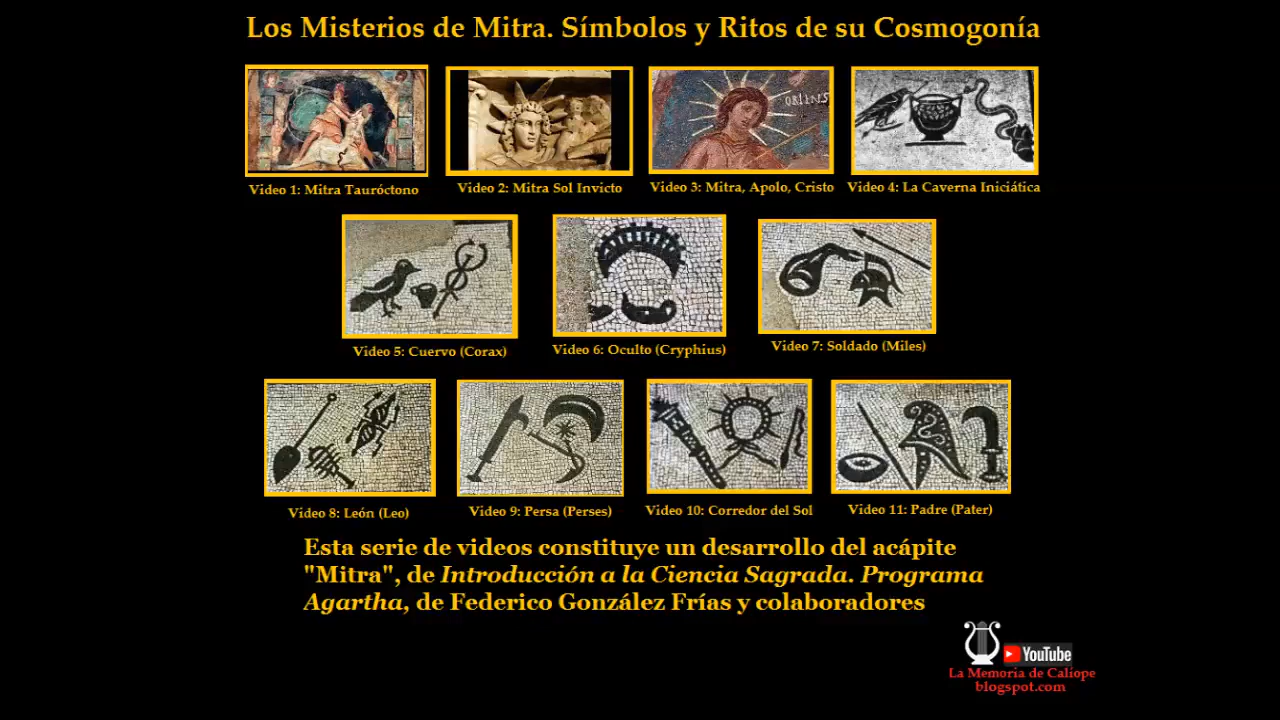 Los Misterios de Mitra. Símbolos y Ritos de su Cosmogonía
ORIENS
Video 1: Mitra Tauróctono
Video 2: Mitra Sol Invicto
Video 3: Mitra, Apolo, Cristo
Video 4: La Caverna Iniciática
Video 5: Cuervo (Corax)
Video 6: Oculto (Cryphius)
Video 7: Soldado (Miles)
Video 8: León (Leo)
Video 9: Persa (Perses)
Video 10: Corredor del Sol
Video 11: Padre (Pater)
Esta serie de videos constituye un desarrollo del acápite
"Mitra", de Introducción a la Ciencia Sagrada. Programa
Agartha, de Federico González Frías y colaboradores
YouTube
La Memoria de Calíope
blogspot.com